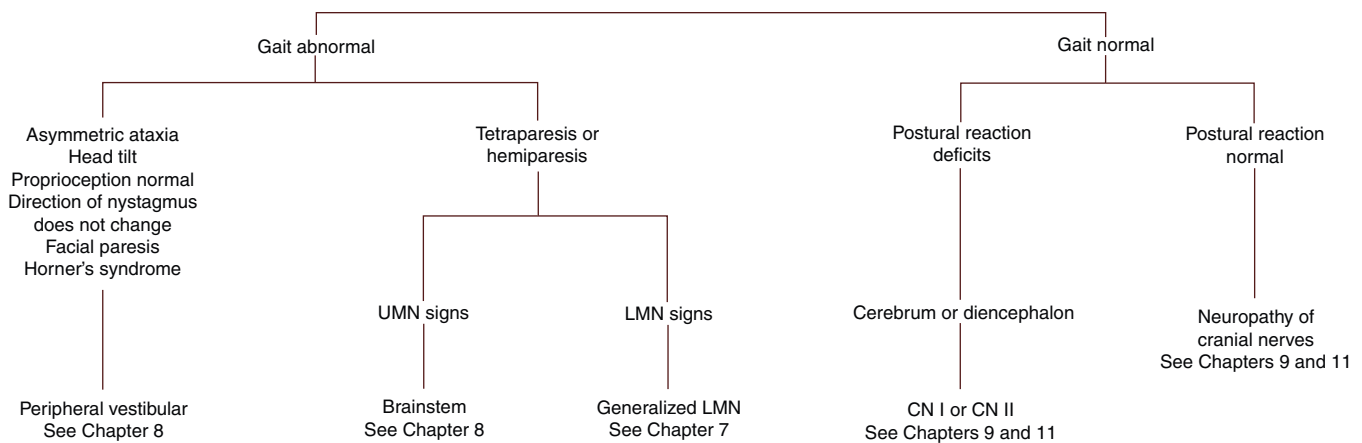 Gait abnormal
Gait normal
Asymmetric ataxia
Head tilt
Proprioception normal
Direction of nystagmus
does not change
Facial paresis
Horner's syndrome
Tetraparesis or
hemiparesis
Postural reaction
deficits
Postural reaction
normal
UMN signs
LMN signs
Cerebrum or diencephalon
Neuropathy of
cranial nerves
See Chapters 9 and 11
Peripheral vestibular
See Chapter 8
Brainstem
See Chapter 8
Generalized LMN
See Chapter 7
CN I or CN II
See Chapters 9 and 11